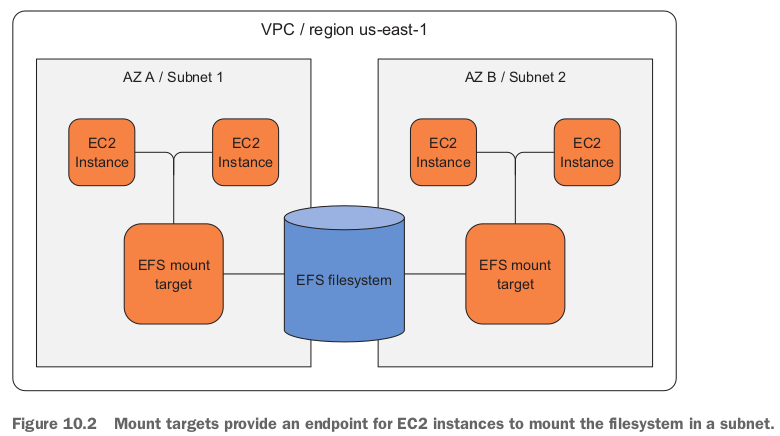 VPC / region us-east-1
AZ A / Subnet 1
AZ B / Subnet 2
EC2
Instance
EC2
Instance
EC2
Instance
EC2
Instance
EFS mount
target
EFS filesystem
EFS mount
target
Figure 10.2 Mount targets provide an endpoint for EC2 instances to mount the filesystem in a subnet.